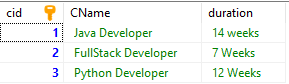 cid CName duration
1 Java Developer 14 weeks
2 FullStack Developer 7 Weeks
3 Python Developer 12 Weeks